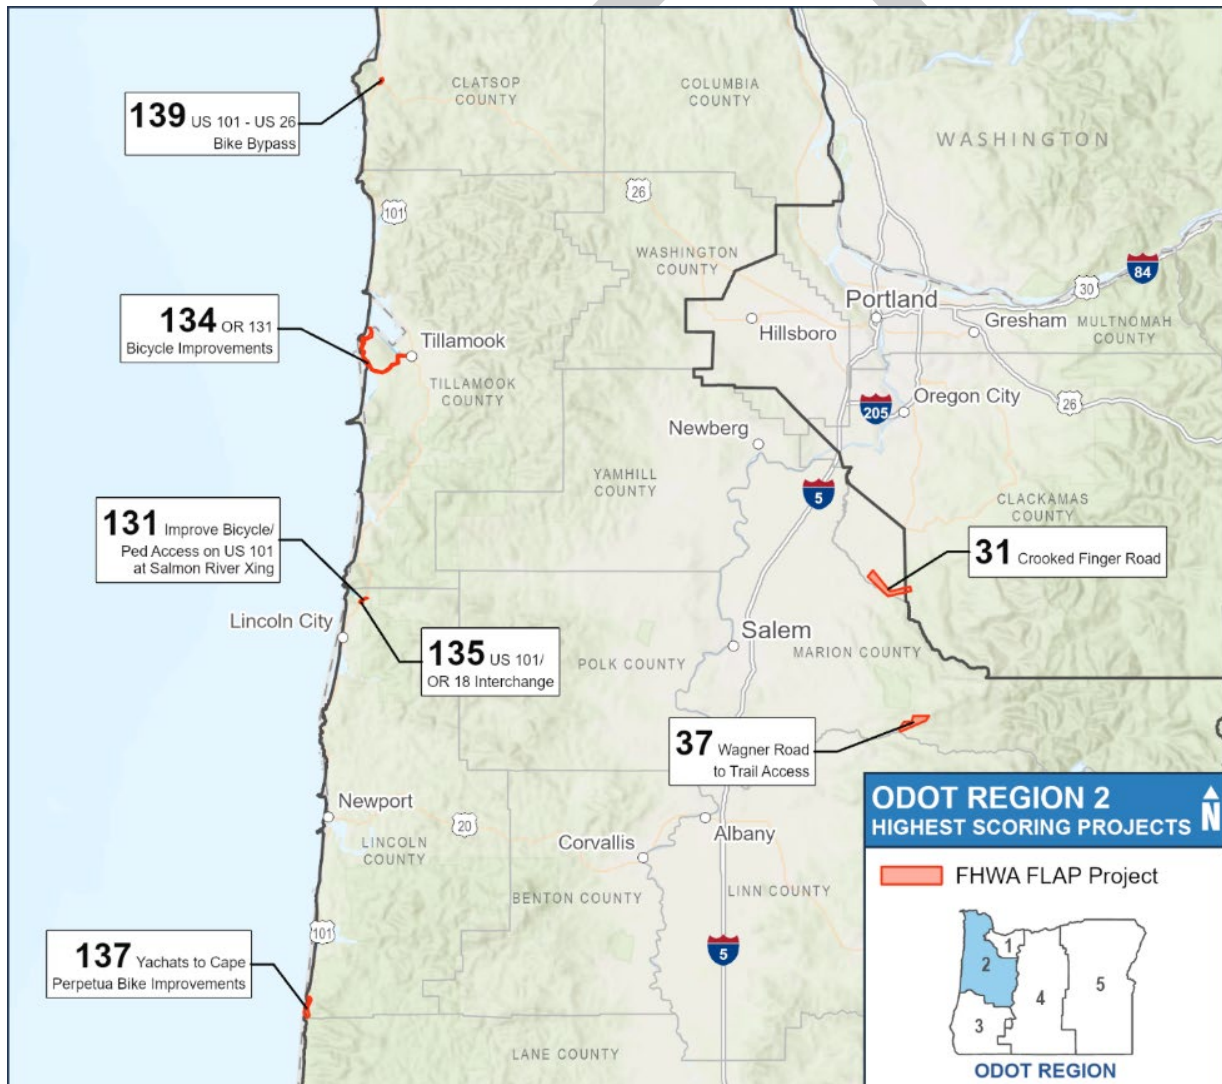 CLATSOP
COUNTY
COLUMBIA
COUNTY
139 US 101 - US 26
Bike Bypass
WASHINGTON
26
101
WASHINGTON
COUNTY
84
30
134 OR 131
Bicycle Improvements
Portland
Hillsboro
Gresham
MULTNOMAH
COUNTY
Tillamook
TILLAMOOK
COUNTY
205
Oregon City
26
Newberg
YAMHILL
COUNTY
5
CLACKAMAS
COUNTY
131 Improve Bicycle/
Ped Access on US 101
at Salmon River Xing
31 Crooked Finger Road
Lincoln City
Salem
135 US 101/
OR 18 Interchange
POLK COUNTY
MARION COUNTY
37 Wagner Road
to Trail Access
Newport
20
LINCOLN
COUNTY
Corvallis
Albany
BENTON COUNTY
LINN COUNTY
101
5
137 Yachats to Cape
Perpetua Bike Improvements
LANE COUNTY
ODOT REGION 2
HIGHEST SCORING PROJECTS
N
FHWA FLAP Project
1
2
3
4
5
ODOT REGION